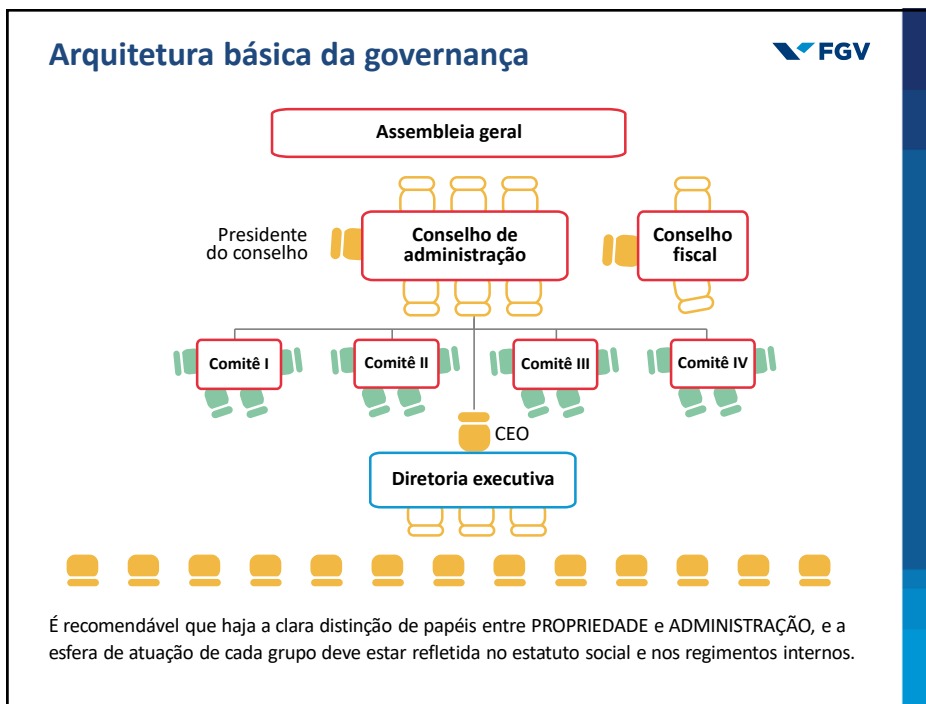 Arquitetura básica da governança
FGV
Assembleia geral
Presidente
do conselho
Conselho de
administração
Conselho
fiscal
Comitê I
Comitê II
Comitê III
Comitê IV
CEO
Diretoria executiva
É recomendável que haja a clara distinção de papéis entre PROPRIEDADE e ADMINISTRAÇÃO, e a
esfera de atuação de cada grupo deve estar refletida no estatuto social e nos regimentos internos.